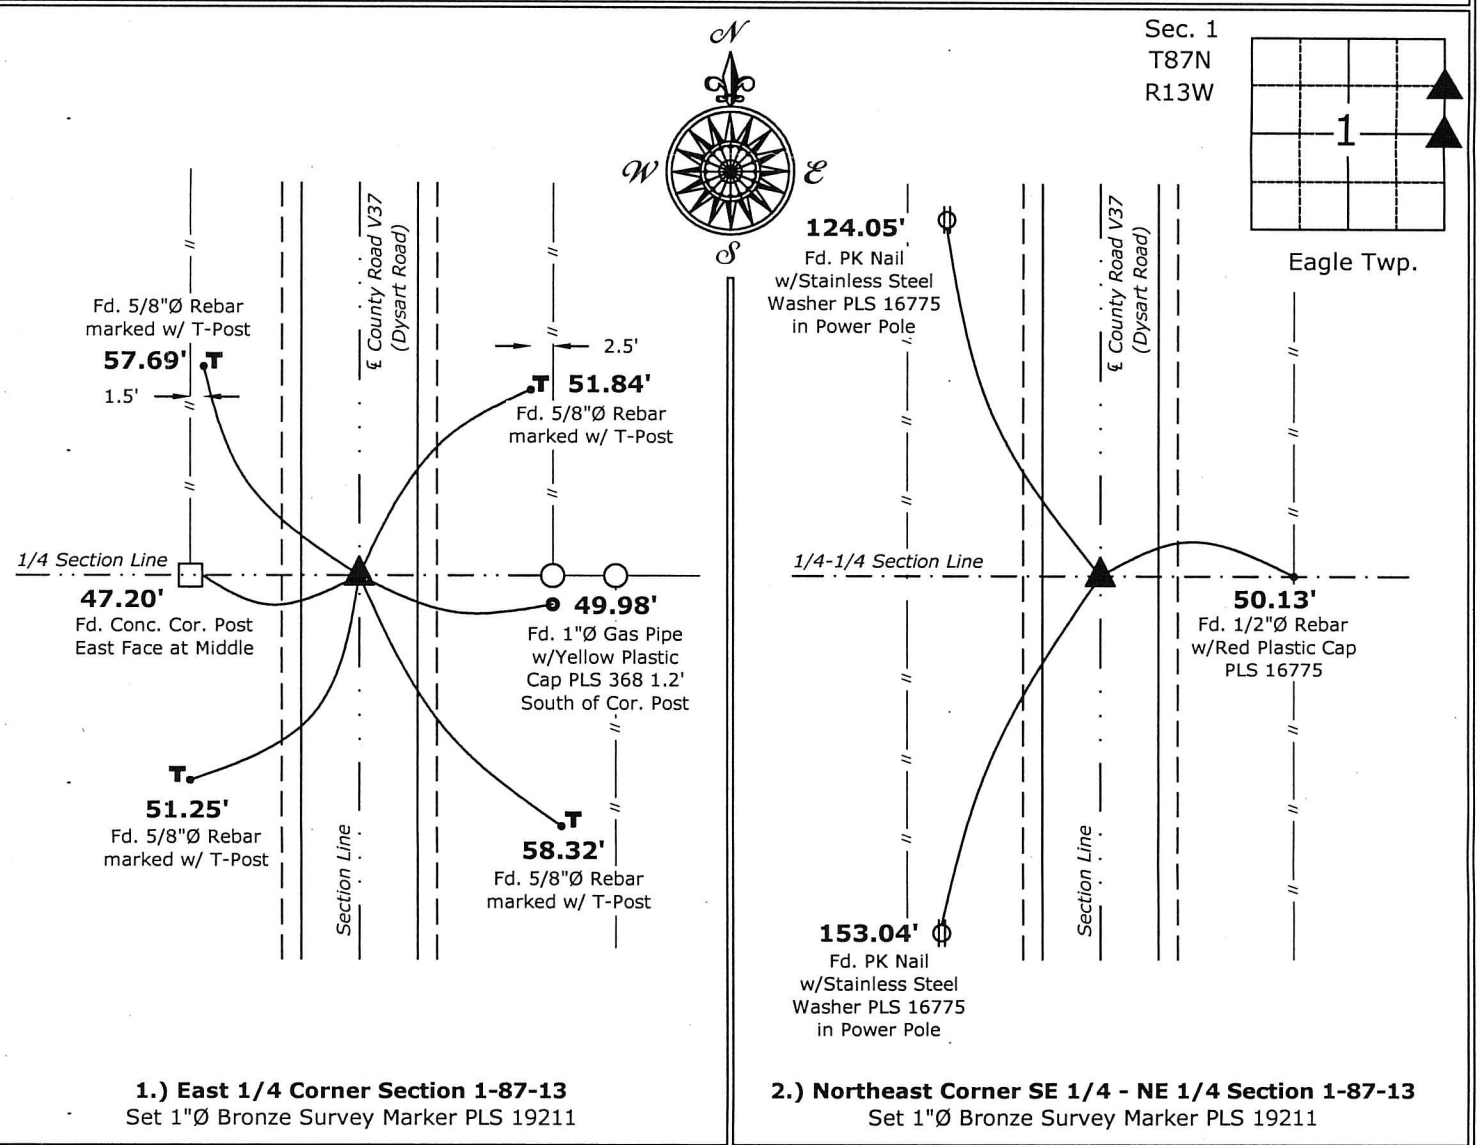 N
W
E
S
Sec. 1
T87N
R13W
1
Eagle Twp.
Fd. 5/8"Ø Rebar
marked w/ T-Post
57.69'
T
1.5'
℄ County Road V37
(Dysart Road)
2.5'
T
51.84'
Fd. 5/8"Ø Rebar
marked w/ T-Post
1/4 Section Line
47.20'
Fd. Conc. Cor. Post
East Face at Middle
49.98'
Fd. 1"Ø Gas Pipe
w/Yellow Plastic
Cap PLS 368 1.2'
South of Cor. Post
T
51.25'
Fd. 5/8"Ø Rebar
marked w/ T-Post
T
58.32'
Fd. 5/8"Ø Rebar
marked w/ T-Post
Section Line
1.) East 1/4 Corner Section 1-87-13
Set 1"Ø Bronze Survey Marker PLS 19211
124.05'
Fd. PK Nail
w/Stainless Steel
Washer PLS 16775
in Power Pole
℄ County Road V37
(Dysart Road)
1/4-1/4 Section Line
50.13'
Fd. 1/2"Ø Rebar
w/Red Plastic Cap
PLS 16775
Section Line
153.04'
Fd. PK Nail
w/Stainless Steel
Washer PLS 16775
in Power Pole
2.) Northeast Corner SE 1/4 - NE 1/4 Section 1-87-13
Set 1"Ø Bronze Survey Marker PLS 19211